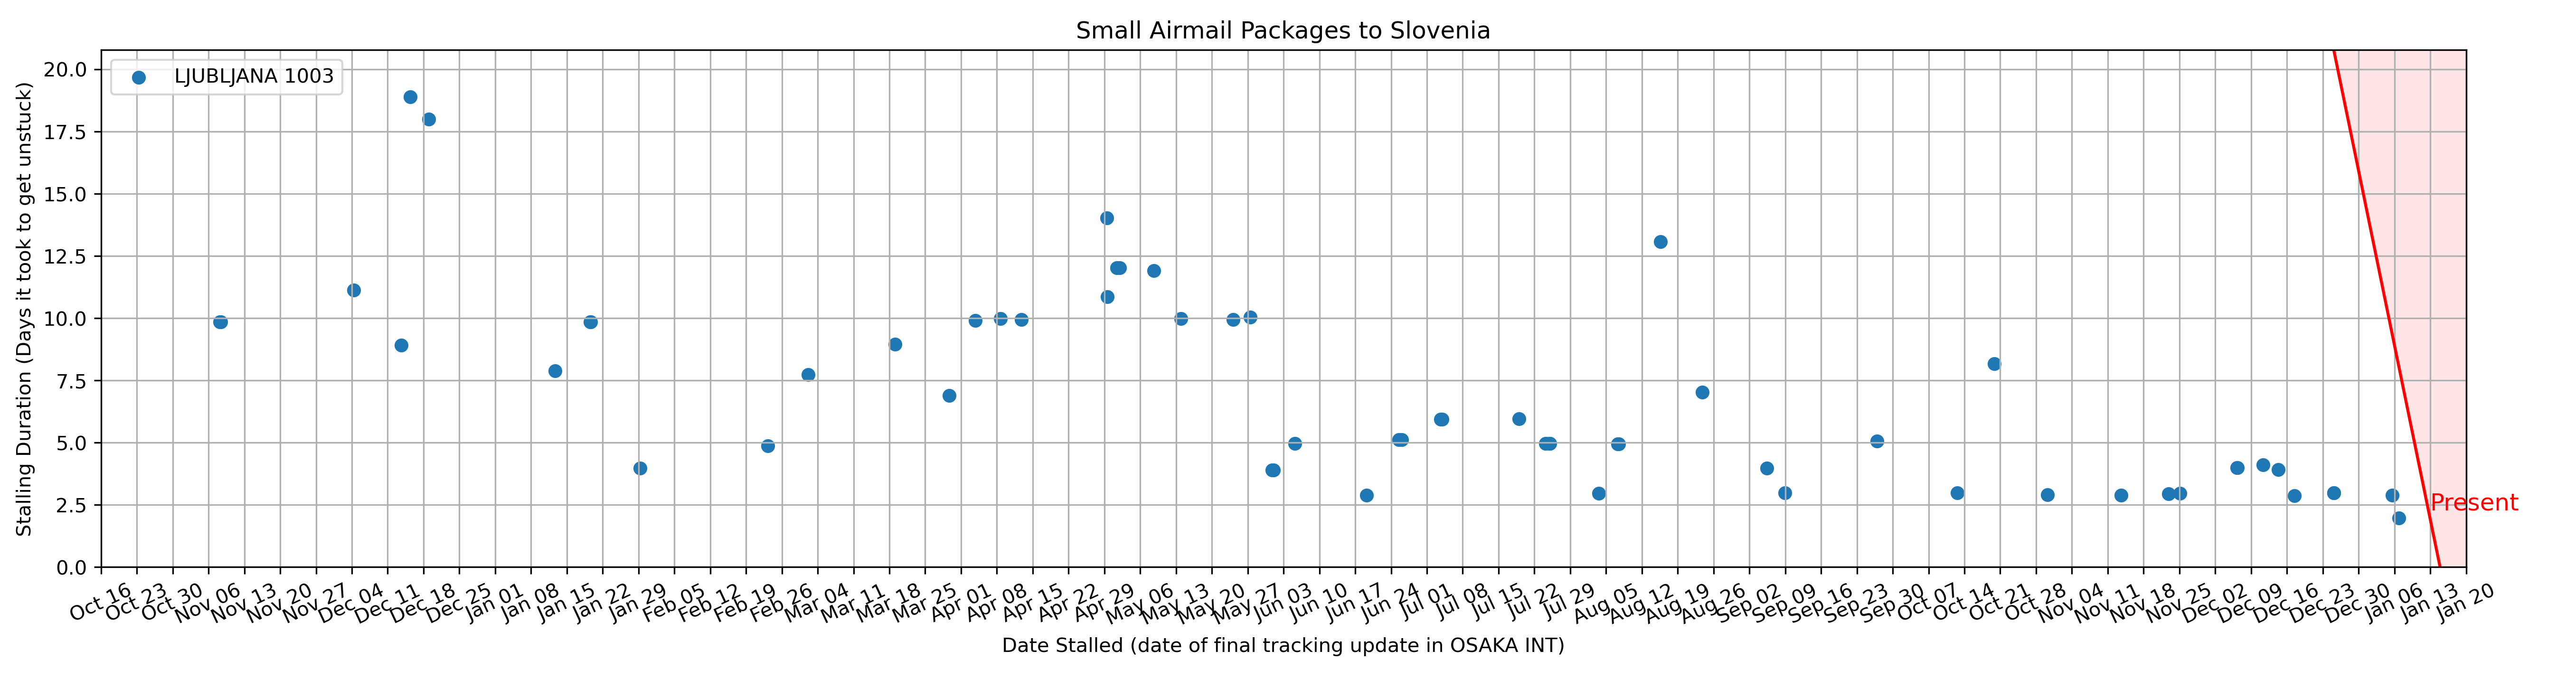 Small Airmail Packages to Slovenia
LJUBLJANA 1003
Stalling Duration (Days it took to get unstuck)
20.0
17.5
15.0
12.5
10.0
7.5
5.0
2.5
0.0
Present
Oct 16 Oct 23 Oct 30 Nov 06 Nov 13 Nov 20 Nov 27 Dec 04 Dec 11 Dec 18 Dec 25 Jan 01 Jan 08 Jan 15 Jan 22 Jan 29 Feb 05 Feb 12 Feb 19 Feb 26 Mar 04 Mar 11 Mar 18 Mar 25 Apr 01 Apr 08 Apr 15 Apr 22 Apr 29 May 06 May 13 May 20 May 27 Jun 03 Jun 10 Jun 17 Jun 24 Jul 01 Jul 08 Jul 15 Jul 22 Jul 29 Aug 05 Aug 12 Aug 19 Aug 26 Sep 02 Sep 09 Sep 16 Sep 23 Sep 30 Oct 07 Oct 14 Oct 21 Oct 28 Nov 04 Nov 11 Nov 18 Nov 25 Dec 02 Dec 09 Dec 16 Dec 23 Dec 30 Jan 06 Jan 13 Jan 20
Date Stalled (date of final tracking update in OSAKA INT)